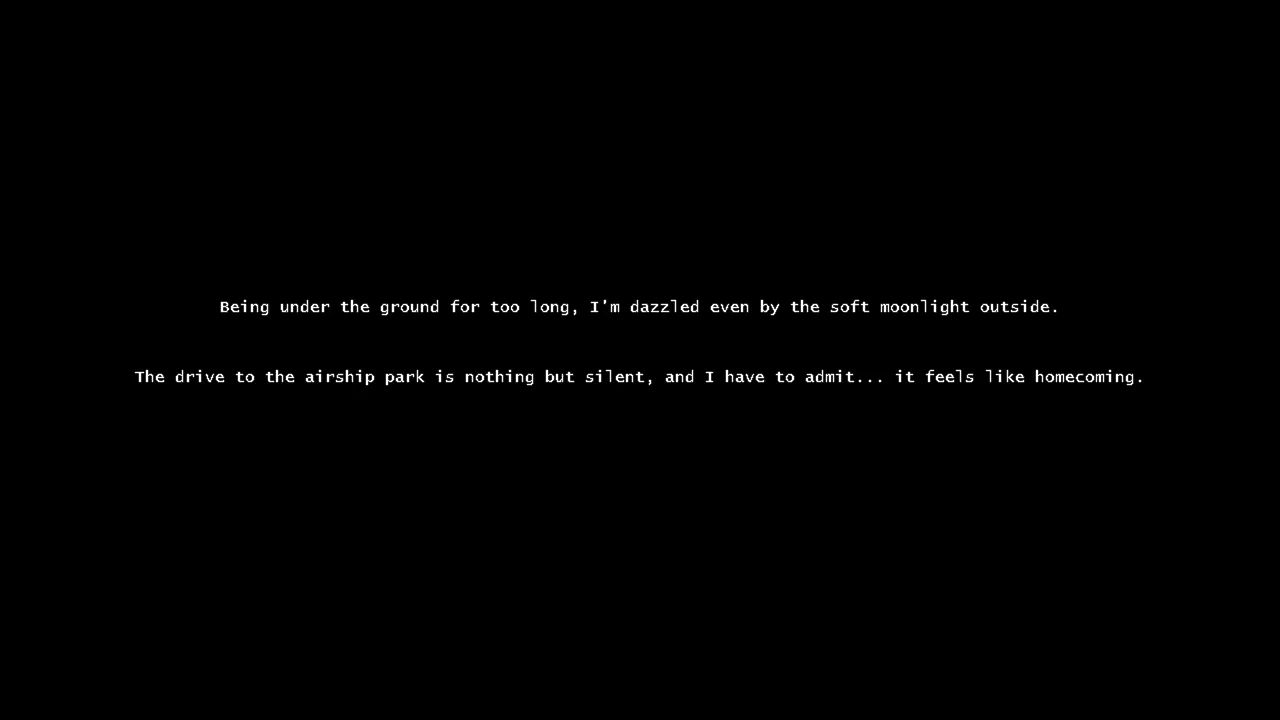 Being under the ground for too long, I'm dazzled even by the soft moonlight outside.
The drive to the airship park is nothing but silent, and I have to admit... it feels like homecoming.